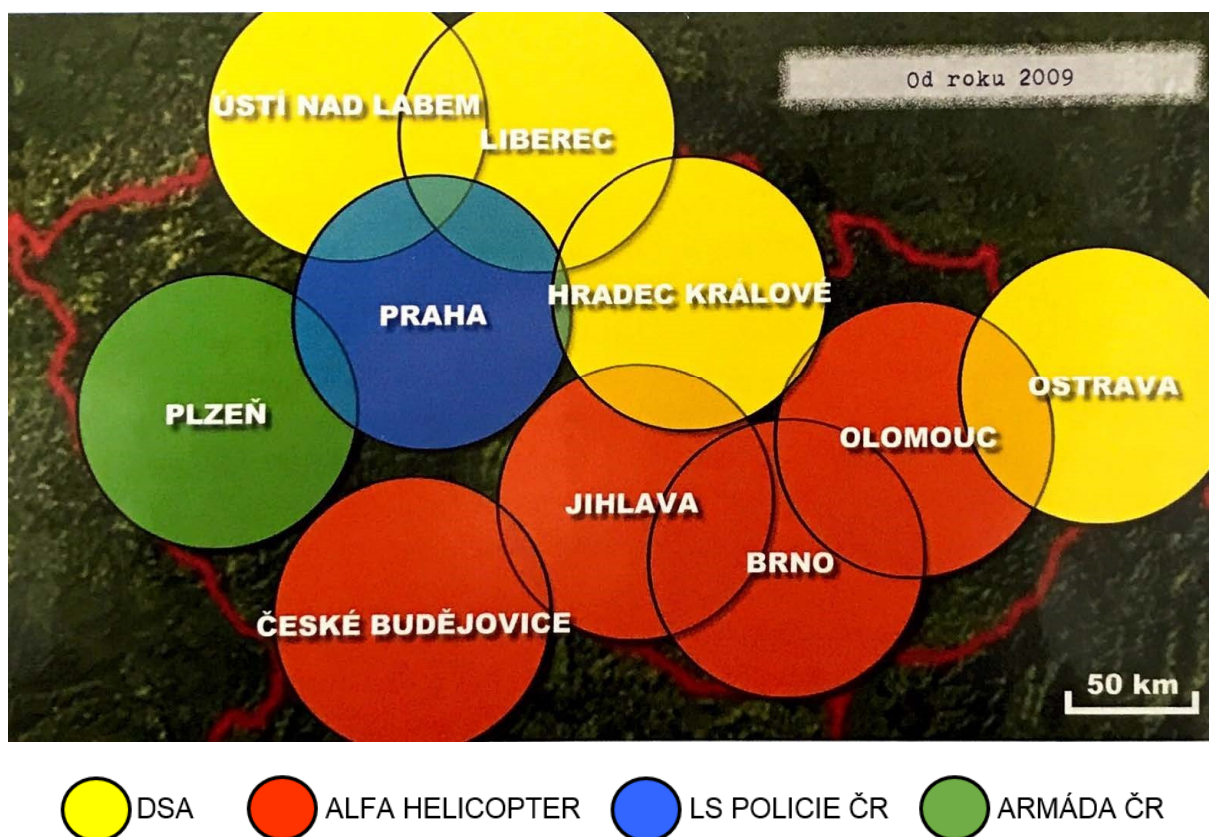 Od roku 2009
ÚSTÍ NAD LABEM
LIBEREC
HRADEC KRÁLOVÉ
PRAHA
PLZEŇ
OSTRAVA
OLOMOUC
JIHLAVA
BRNO
ČESKÉ BUDĚJOVICE
50 km
DSA
ALFA HELICOPTER
LS POLICIE ČR
ARMÁDA ČR